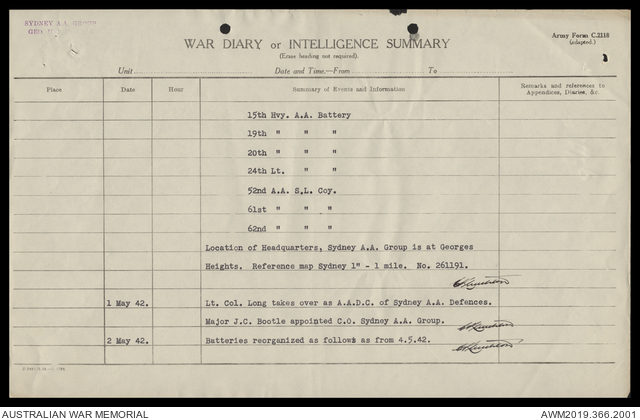 SYDNEY A.A. GROUP
WAR DIARY or INTELLIGENCE SUMMARY
Army Form C.2118
(adapted.)
(Erase heading not required).
Unit
Date and Time.—From
To
Place
Date
Hour
Summary of Events and Information
Remarks and references to
Appendices, Diaries, &c.
15th Hvy. A.A. Battery
19th " " "
20th " " "
24th Lt. " "
52nd A.A. S.L. Coy.
61st " " "
62nd " " "
Location of Headquarters, Sydney A.A. Group is at Georges
Heights. Reference map Sydney 1" - 1 mile. No. 261191.
1 May 42. Lt. Col. Long takes over as A.A.D.C. of Sydney A.A. Defences.
Major J.C. Bootle appointed C.O. Sydney A.A. Group.
2 May 42. Batteries reorganized as follows as from 4.5.42.
AUSTRALIAN WAR MEMORIAL
AWM2019.366.2001